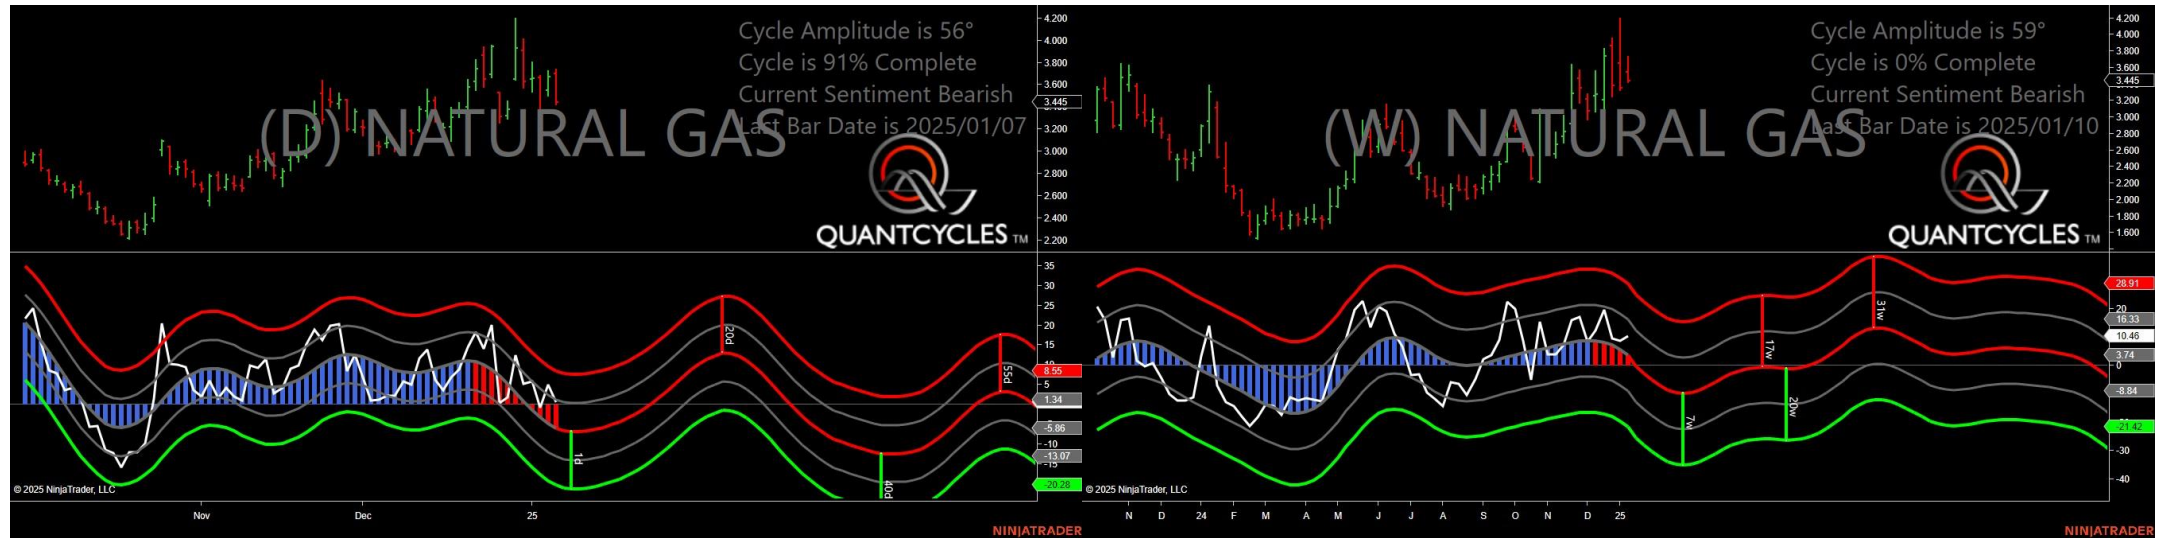 Cycle Amplitude is 56°
Cycle is 91% Complete
Current Sentiment Bearish
Last Bar Date is 2025/01/07
(D) NATURAL GAS
QUANTCYCLES TM
4.200
4.000
3.800
3.600
3.445
3.200
3.000
2.800
2.600
2.400
2.200
35
30
25
20
15
10
8.55
5
1.34
-5.86
-10
-13.07
-15
-20.28
20d
55d
1d
40d
© 2025 NinjaTrader, LLC
Nov
Dec
25
NINJATRADER
Cycle Amplitude is 59°
Cycle is 0% Complete
Current Sentiment Bearish
Last Bar Date is 2025/01/10
(W) NATURAL GAS
QUANTCYCLES TM
4.200
4.000
3.800
3.600
3.445
3.200
3.000
2.800
2.600
2.400
2.200
2.000
1.800
1.600
28.91
20
16.33
10.46
3.74
0
-8.84
-21.42
-30
-40
17w
31w
7w
20w
© 2025 NinjaTrader, LLC
N D 24 F M A M J J A S O N D 25
NINJATRADER